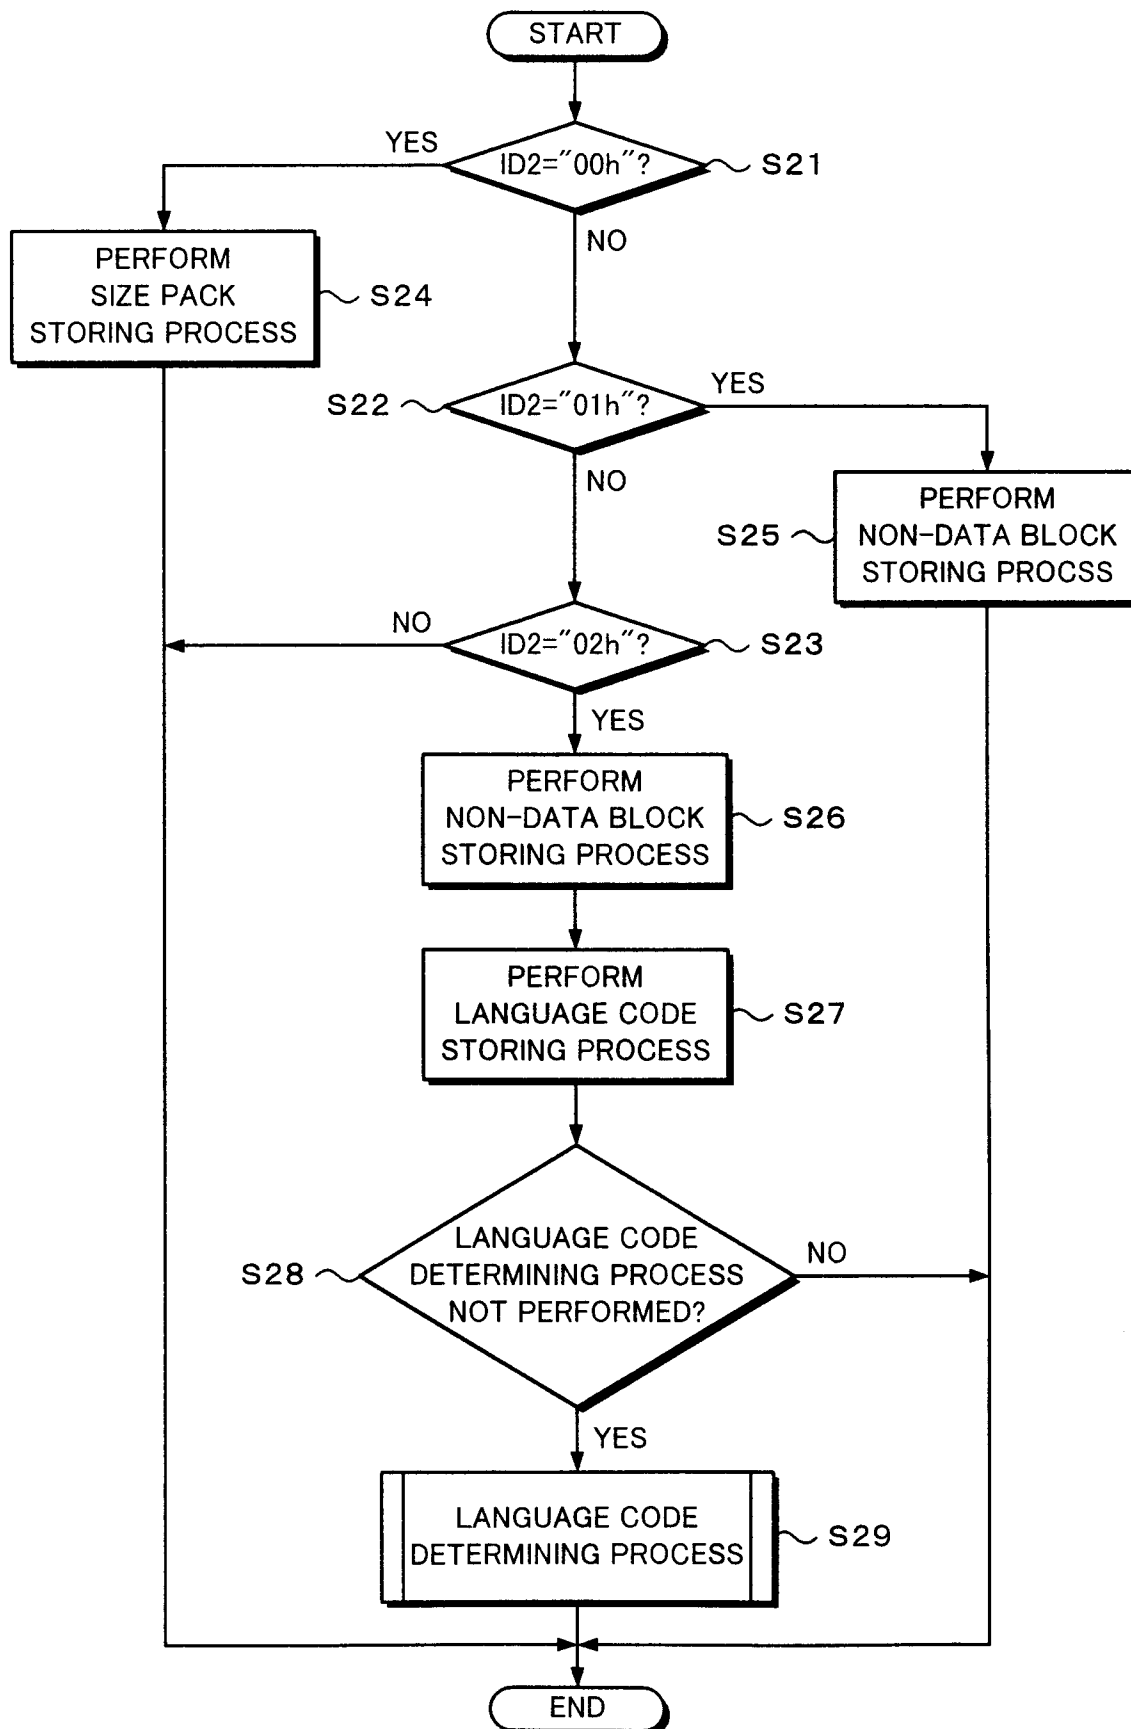 START
YES
ID2="00h"?
S21
NO
PERFORM
SIZE PACK
STORING PROCESS
S24
S22
ID2="01h"?
YES
NO
PERFORM
NON-DATA BLOCK
STORING PROCSS
S25
NO
ID2="02h"?
S23
YES
PERFORM
NON-DATA BLOCK
STORING PROCESS
S26
PERFORM
LANGUAGE CODE
STORING PROCESS
S27
S28
LANGUAGE CODE
DETERMINING PROCESS
NOT PERFORMED?
NO
YES
LANGUAGE CODE
DETERMINING PROCESS
S29
END